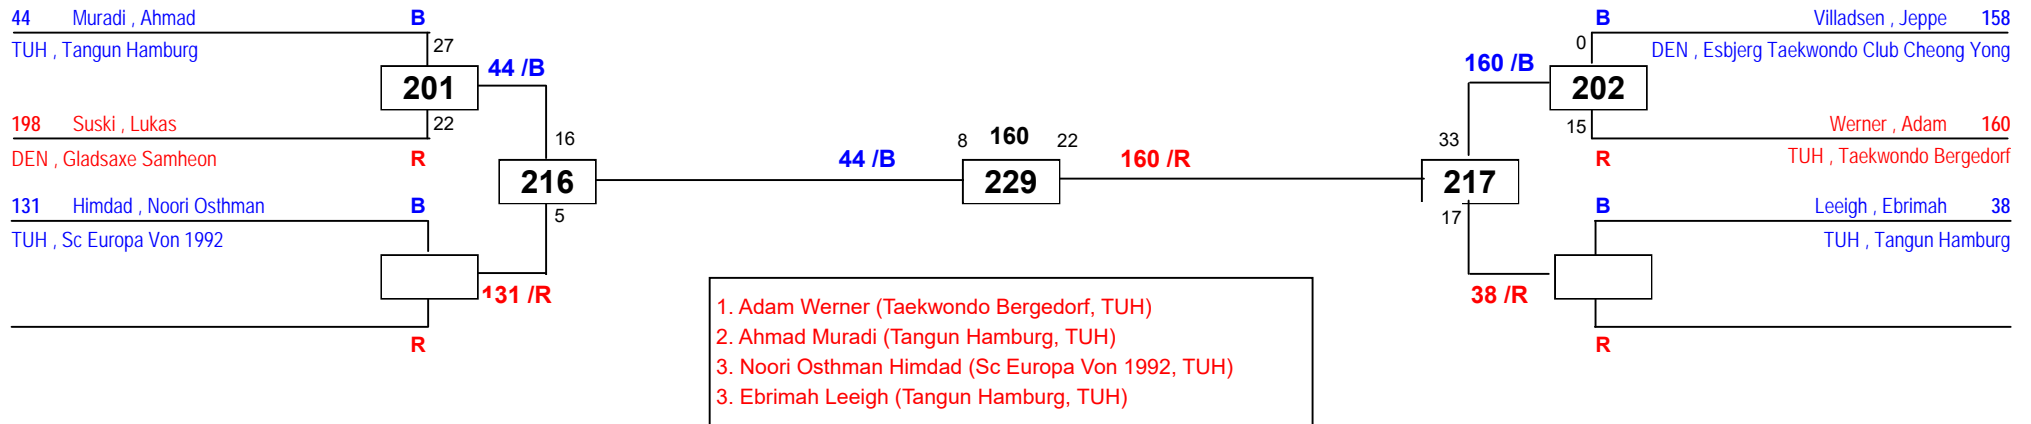 44 Muradi , Ahmad B
TUH , Tangun Hamburg
27
201
44 /B
22
198 Suski , Lukas
DEN , Gladsaxe Samheon R
16
216
44 /B
5
131 Himdad , Noori Osthman B
TUH , Sc Europa Von 1992
131 /R
R
8 160 22
229
160 /R
B Villadsen , Jeppe 158
0 DEN , Esbjerg Taekwondo Club Cheong Yong
160 /B
202
15 Werner , Adam 160
R TUH , Taekwondo Bergedorf
33
217
17
B Leeigh , Ebrimah 38
TUH , Tangun Hamburg
38 /R
R
1. Adam Werner (Taekwondo Bergedorf, TUH)
2. Ahmad Muradi (Tangun Hamburg, TUH)
3. Noori Osthman Himdad (Sc Europa Von 1992, TUH)
3. Ebrimah Leeigh (Tangun Hamburg, TUH)